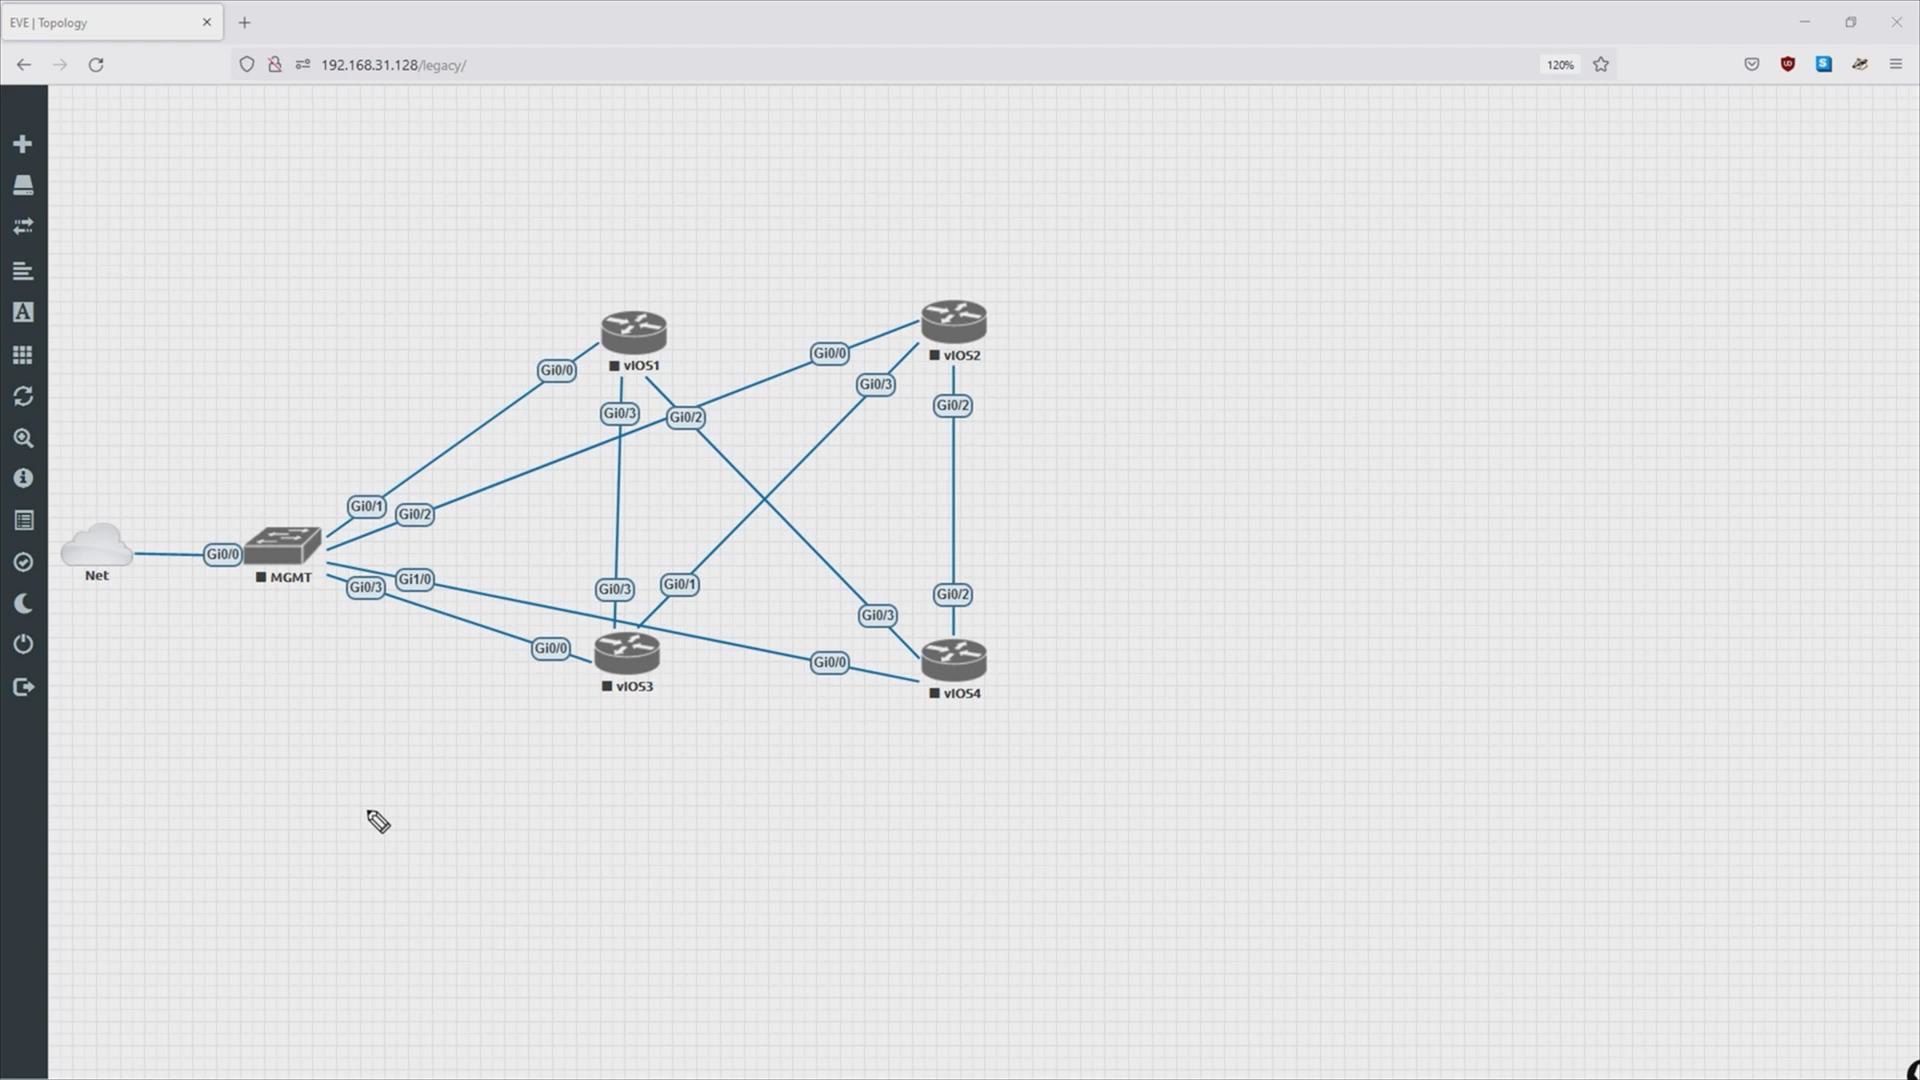 EVE | Topology
192.168.31.128/legacy/
120%
vIOS2
vIOS1
Gi0/0
Gi0/0
Gi0/3
Gi0/2
Gi0/3
Gi0/2
Gi0/1
Gi0/2
Net
Gi0/0
MGMT
Gi1/0
Gi0/3
Gi0/3
Gi0/1
Gi0/2
Gi0/3
Gi0/0
Gi0/0
vIOS3
vIOS4